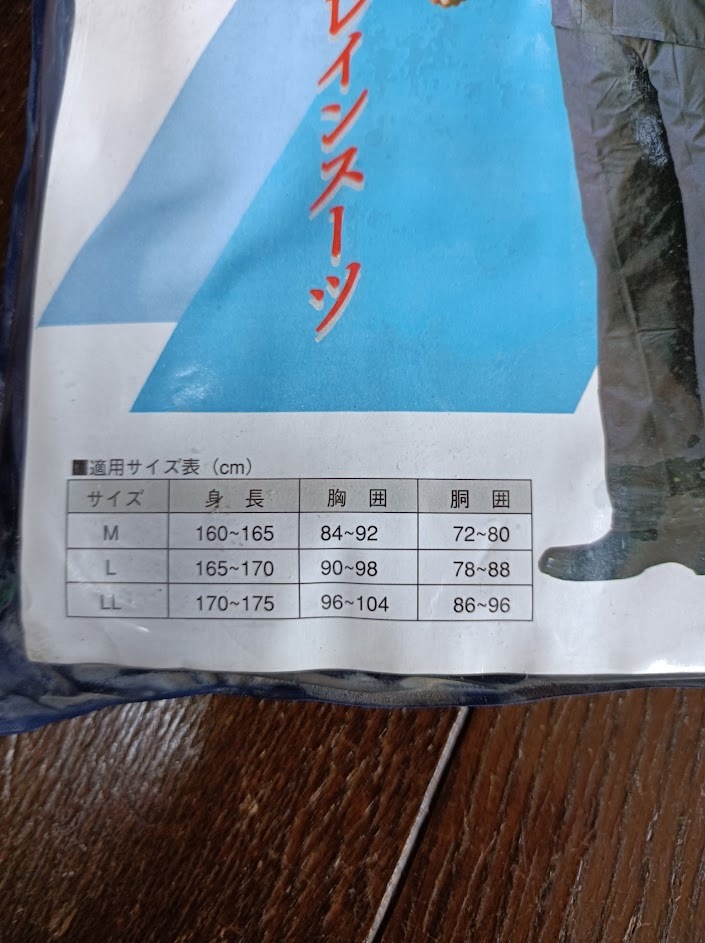 レインスーツ
■適用サイズ表（cm）
サイズ 身 長 胸 囲 胴 囲
M 160~165 84~92 72~80
L 165~170 90~98 78~88
LL 170~175 96~104 86~96